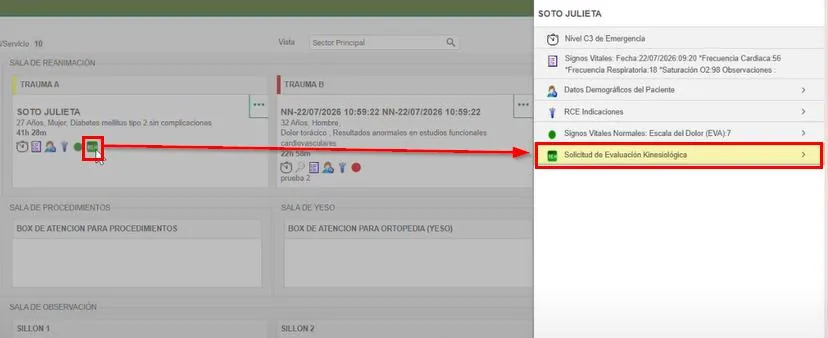 /Servicio 10
Vista
Sector Principal
SALA DE REANIMACIÓN
TRAUMA A
SOTO JULIETA
27 Años, Mujer, Diabetes mellitus tipo 2 sin complicaciones
41h 28m
TRAUMA B
NN-22/07/2026 10:59:22 NN-22/07/2026 10:59:22
32 Años, Hombre,
Dolor torácico , Resultados anormales en estudios funcionales
cardiovasculares
22h 58m
prueba 2
SALA DE PROCEDIMIENTOS
BOX DE ATENCION PARA PROCEDIMIENTOS
SALA DE YESO
BOX DE ATENCION PARA ORTOPEDIA (YESO)
SALA DE OBSERVACIÓN
SILLON 1
SILLON 2
SOTO JULIETA
Nivel C3 de Emergencia
Signos Vitales: Fecha:22/07/2026:09:20 *Frecuencia Cardiaca:56
*Frecuencia Respiratoria:18 *Saturación O2:98 Observaciones :
Datos Demográficos del Paciente
RCE Indicaciones
Signos Vitales Normales: Escala del Dolor (EVA):7
Solicitud de Evaluación Kinesiológica